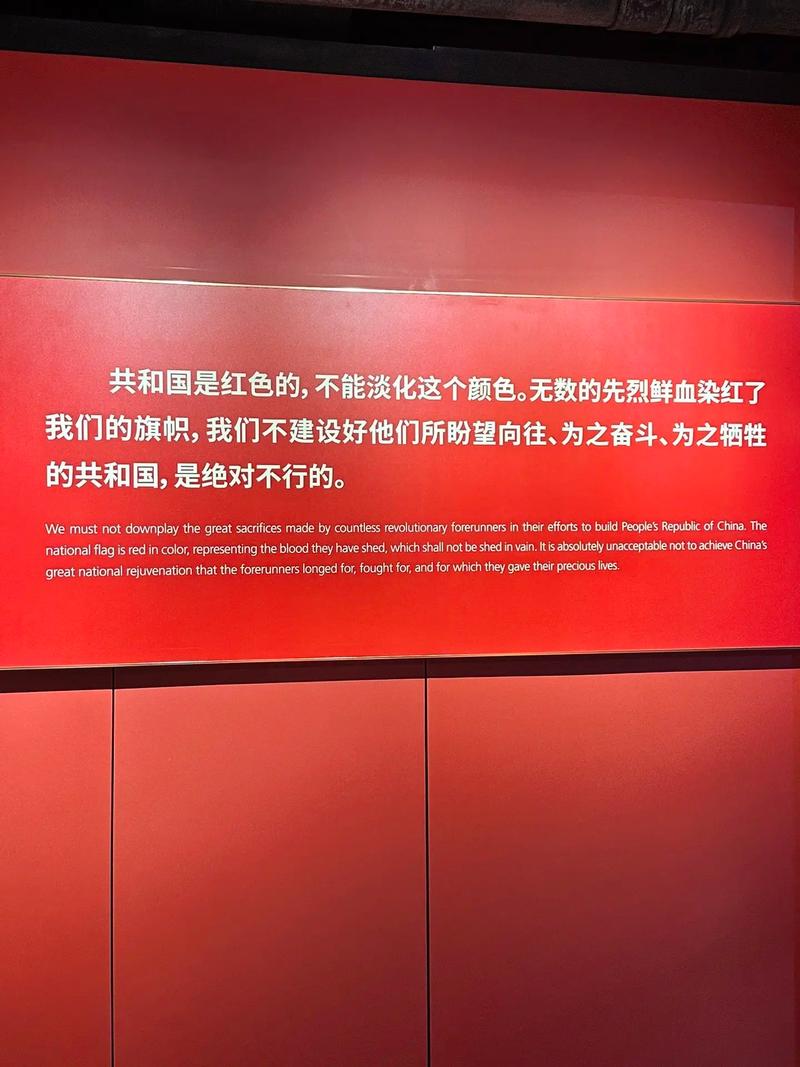 共和国是红色的，不能淡化这个颜色。无数的先烈鲜血染红了
我们的旗帜，我们不建设好他们所盼望向往、为之奋斗、为之牺牲
的共和国，是绝对不行的。
We must not downplay the great sacrifices made by countless revolutionary forerunners in their efforts to build People's Republic of China. The
national flag is red in color, representing the blood they have shed, which shall not be shed in vain. It is absolutely unacceptable not to achieve China's
great national rejuvenation that the forerunners longed for, fought for, and for which they gave their precious lives.